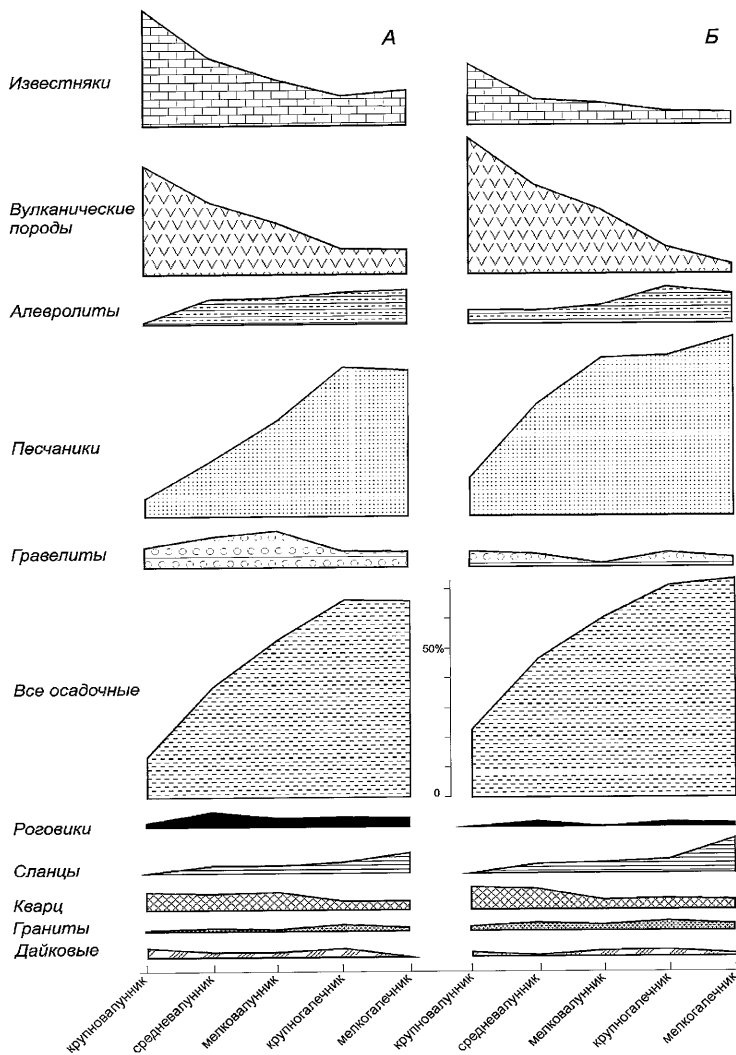 А Б
Известняки
Вулканические
породы
Алевролиты
Песчаники
Гравелиты
50%
Все осадочные
0
Роговики
Сланцы
Кварц
Граниты
Дайковые
крупновалунник
средневалунник
мелковалунник
крупногалечник
мелкогалечник
крупновалунник
средневалунник
мелковалунник
крупногалечник
мелкогалечник